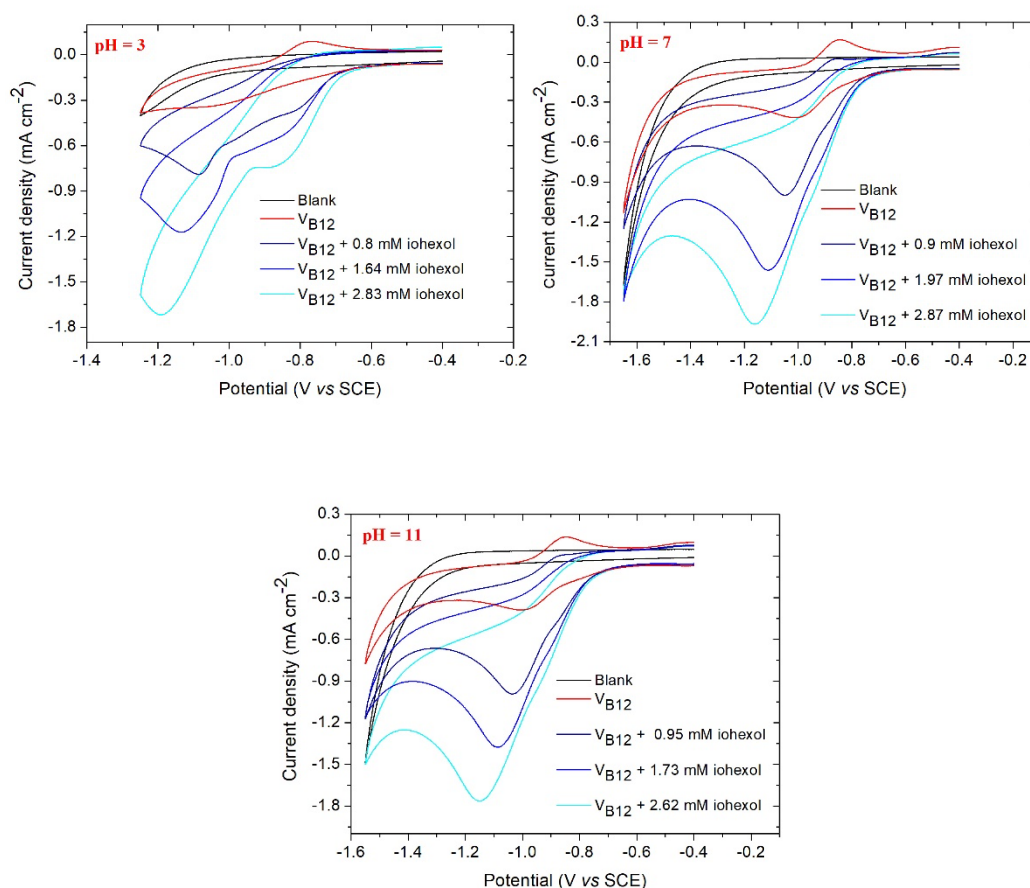 pH = 3
0.0
-0.3
-0.6
-0.9
-1.2
-1.5
-1.8
Current density (mA cm-2)
Blank
VB12
VB12 + 0.8 mM iohexol
VB12 + 1.64 mM iohexol
VB12 + 2.83 mM iohexol
-1.4 -1.2 -1.0 -0.8 -0.6 -0.4 -0.2
Potential (V vs SCE)
pH = 7
0.3
0.0
-0.3
-0.6
-0.9
-1.2
-1.5
-1.8
-2.1
current density (mA cm-2)
Blank
VB12
VB12 + 0.9 mM iohexol
VB12 + 1.97 mM iohexol
VB12 + 2.87 mM iohexol
-1.6 -1.4 -1.2 -1.0 -0.8 -0.6 -0.4 -0.2
Potential (V vs SCE)
pH = 11
0.3
0.0
-0.3
-0.6
-0.9
-1.2
-1.5
-1.8
Current density (mA cm-2)
Blank
VB12
VB12 + 0.95 mM iohexol
VB12 + 1.73 mM iohexol
VB12 + 2.62 mM iohexol
-1.6 -1.4 -1.2 -1.0 -0.8 -0.6 -0.4 -0.2
Potential (V vs SCE)